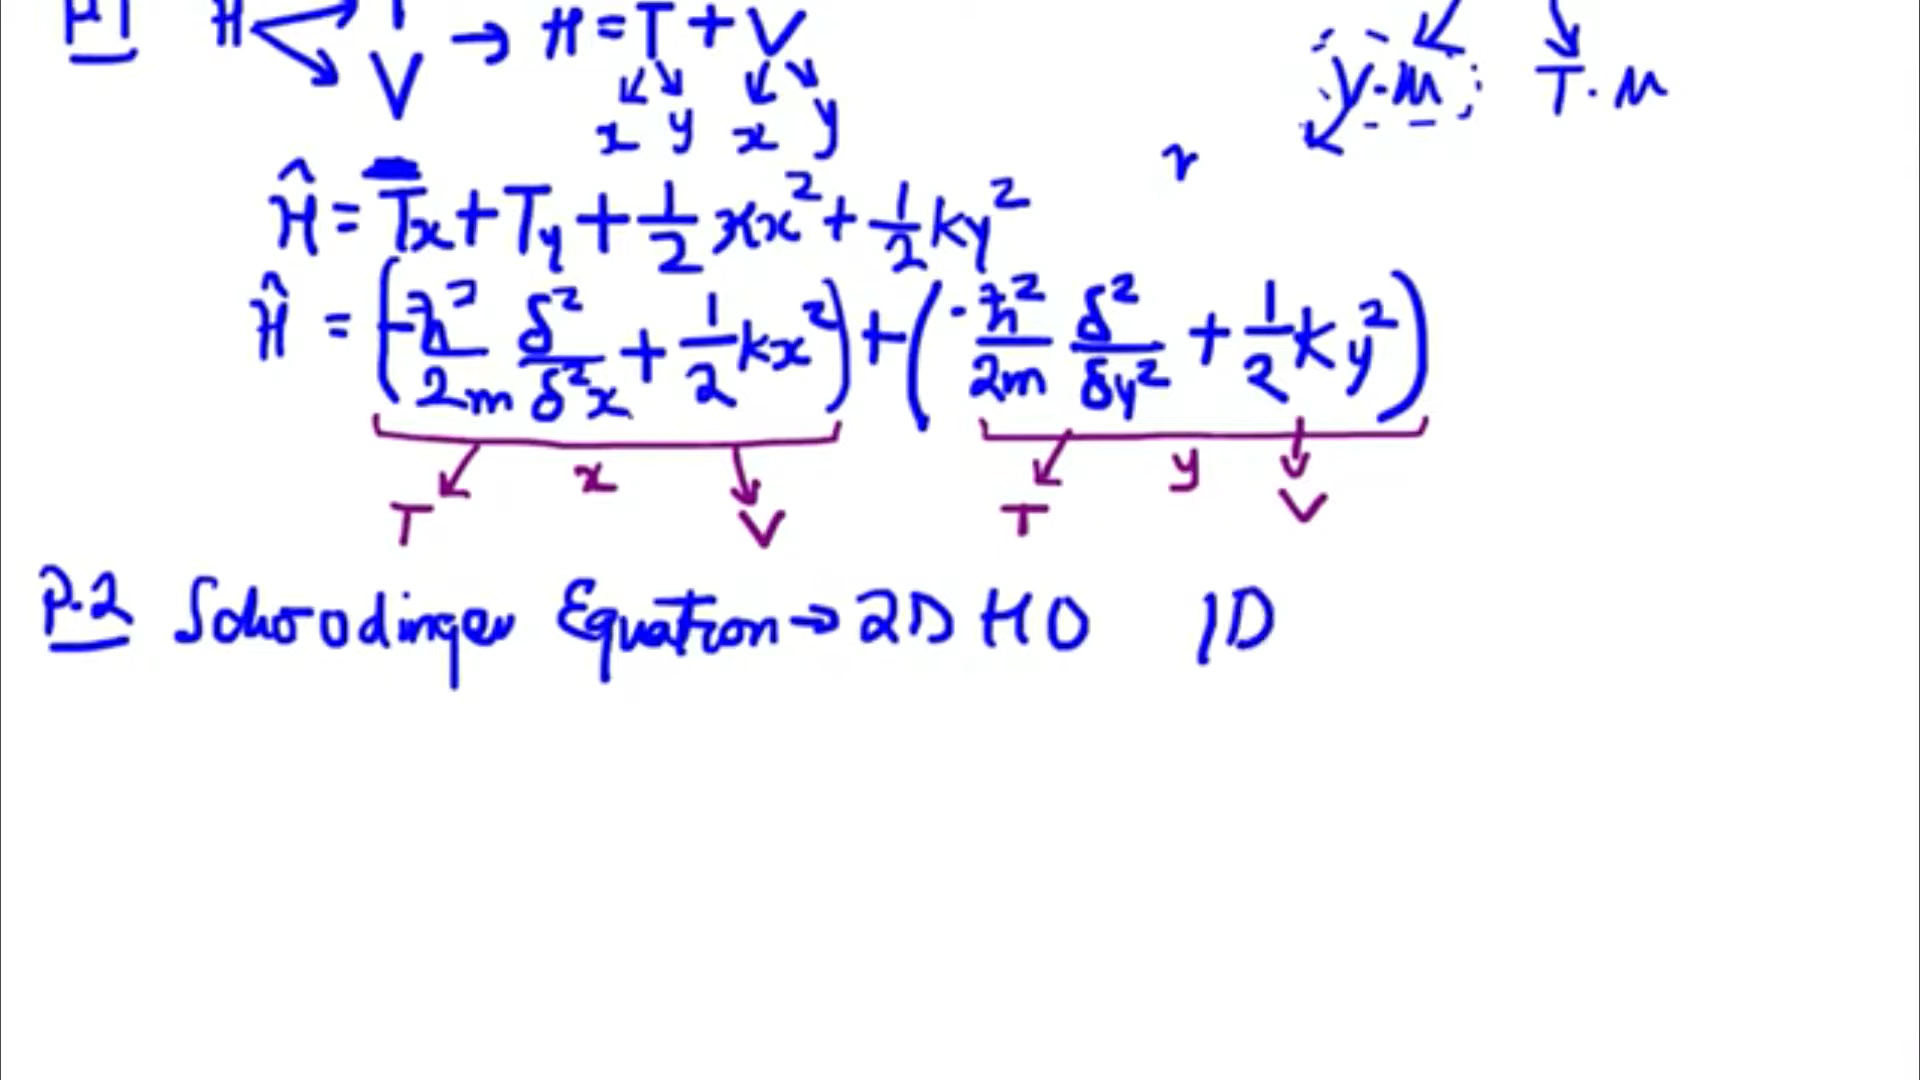 P.1 H V → H = T + V
V.M T.M
x y x y
r
Ĥ = Tx + Ty + 1/2 kx² + 1/2 ky²
Ĥ = (-ħ²/2m δ²/δ²x + 1/2 kx²) + (-ħ²/2m δ²/δy² + 1/2 ky²)
x y
T V T V
P.2 Schroodinger Equation → 2D HO 1D